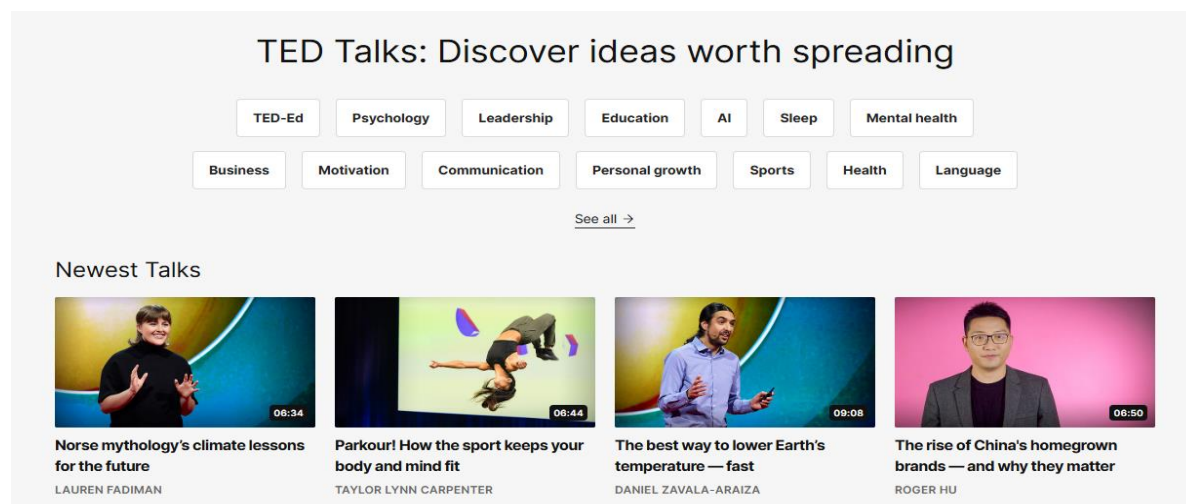 TED Talks: Discover ideas worth spreading
TED-Ed
Psychology
Leadership
Education
AI
Sleep
Mental health
Business
Motivation
Communication
Personal growth
Sports
Health
Language
See all →
Newest Talks
06:34
06:44
09:08
06:50
Norse mythology’s climate lessons
for the future
LAUREN FADIMAN
Parkour! How the sport keeps your
body and mind fit
TAYLOR LYNN CARPENTER
The best way to lower Earth’s
temperature — fast
DANIEL ZAVALA-ARAIZA
The rise of China's homegrown
brands — and why they matter
ROGER HU